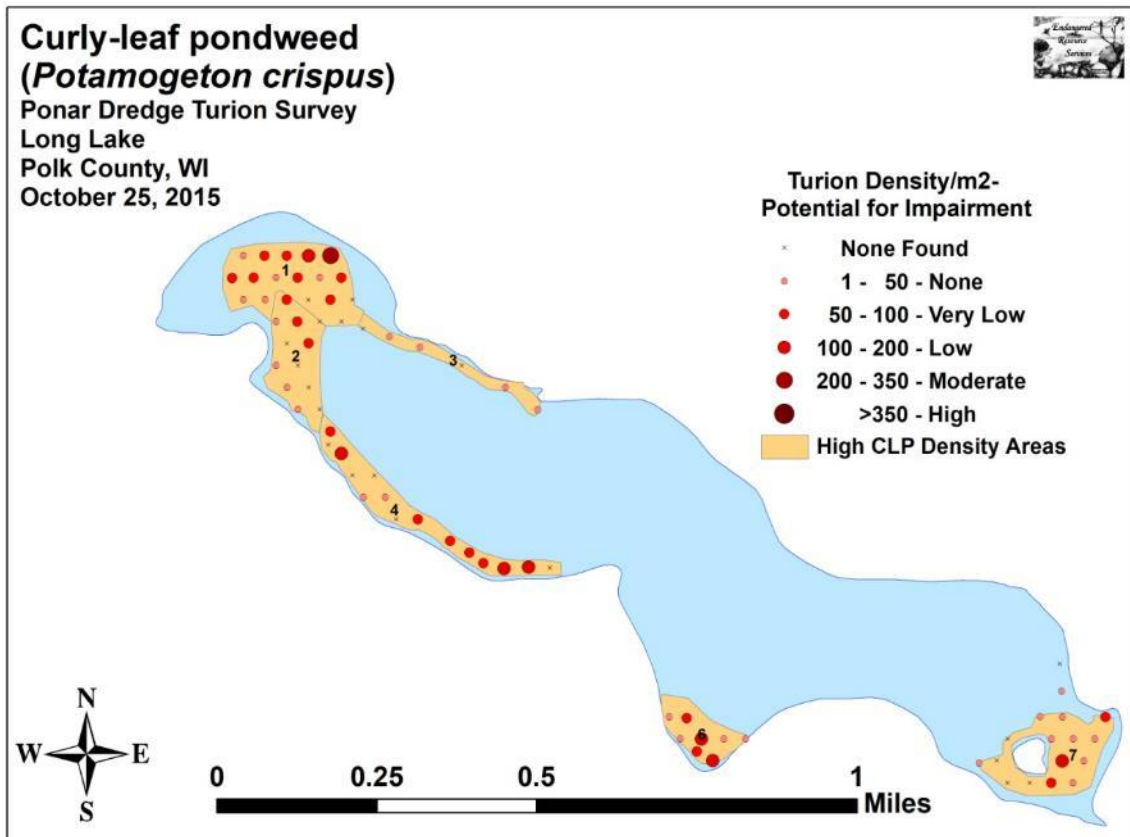 Curly-leaf pondweed
(Potamogeton crispus)
Ponar Dredge Turion Survey
Long Lake
Polk County, WI
October 25, 2015
Endangered
Resource
Services
Turion Density/m2-
Potential for Impairment
None Found
1 - 50 - None
50 - 100 - Very Low
100 - 200 - Low
200 - 350 - Moderate
>350 - High
High CLP Density Areas
1
2
3
4
6
7
N
W E
S
0 0.25 0.5 1
Miles